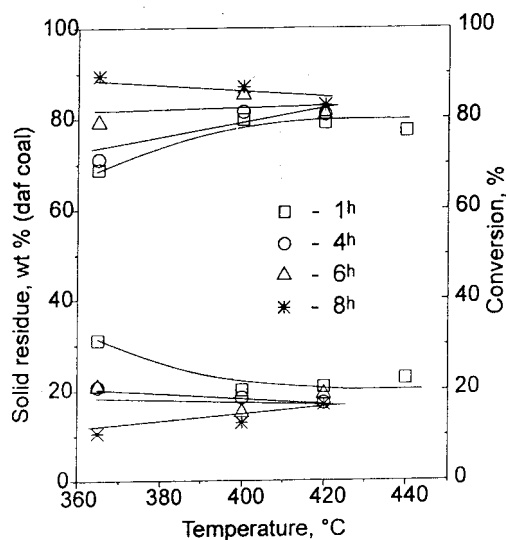 100
80
60
40
20
0
Solid residue, wt % (daf coal)
100
80
60
40
20
0
Conversion, %
□ - 1h
○ - 4h
△ - 6h
✳ - 8h
360 380 400 420 440
Temperature, °C